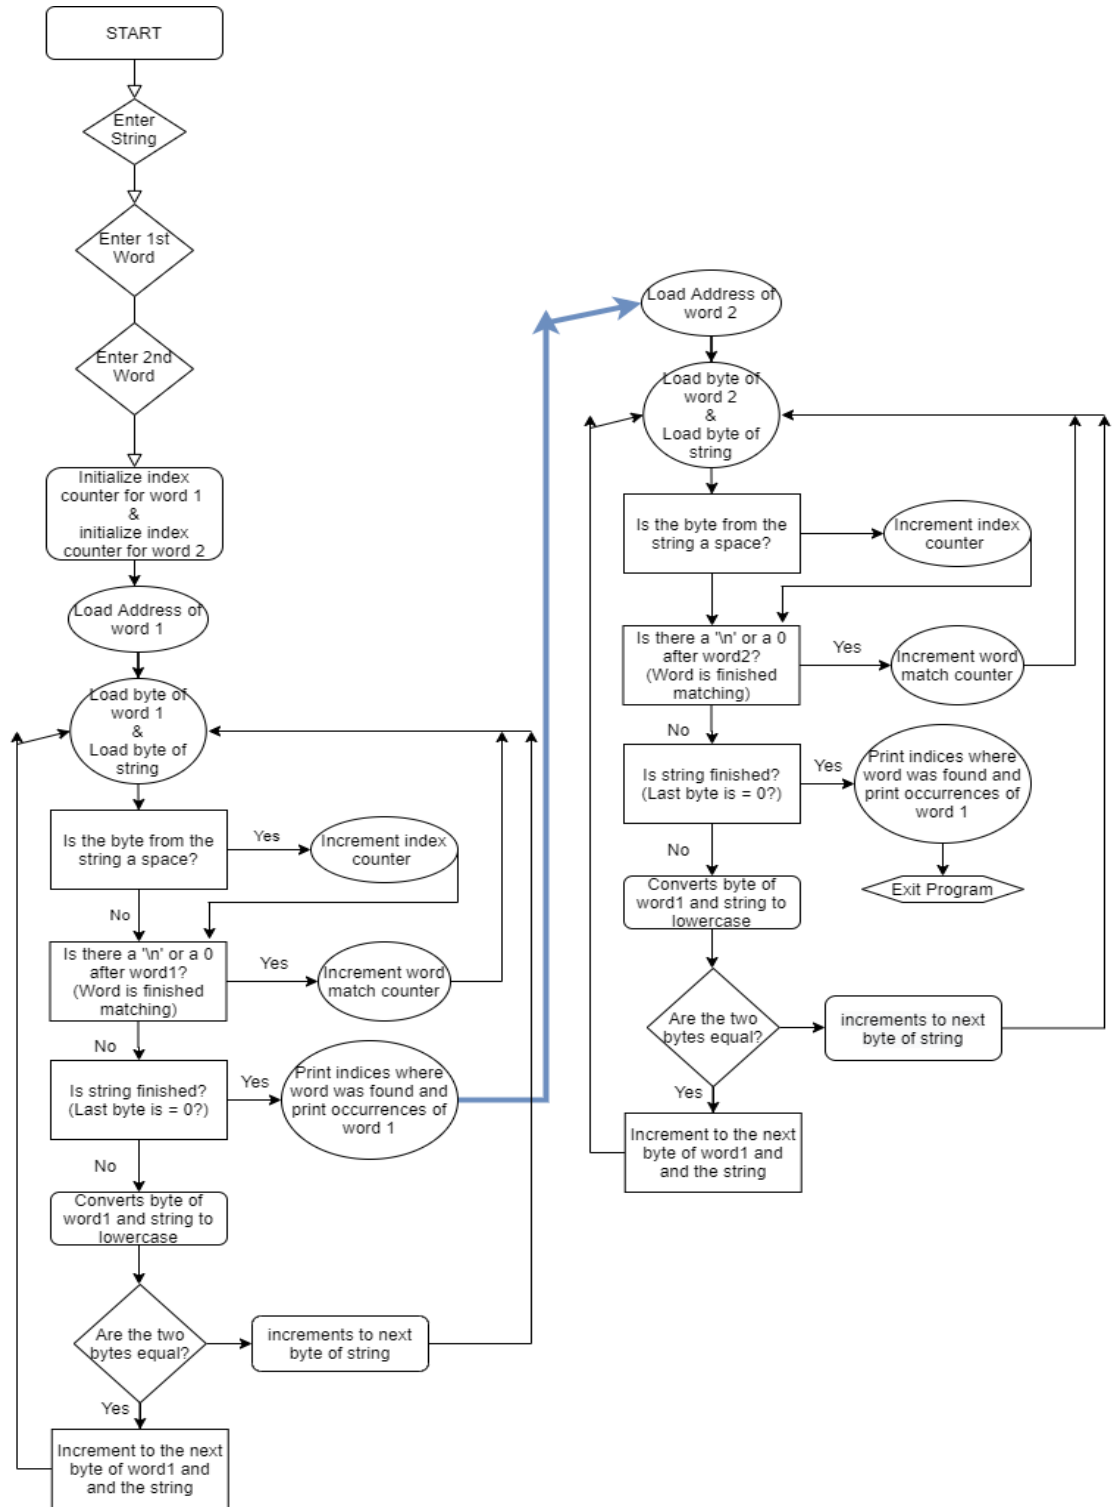 START
Enter
String
Enter 1st
Word
Enter 2nd
Word
Initialize index
counter for word 1
&
initialize index
counter for word 2
Load Address of
word 1
Load byte of
word 1
&
Load byte of
string
Is the byte from the
string a space?
Yes
Increment index
counter
No
Is there a '\n' or a 0
after word1?
(Word is finished
matching)
Yes
Increment word
match counter
No
Is string finished?
(Last byte is = 0?)
Yes
Print indices where
word was found and
print occurrences of
word 1
No
Converts byte of
word1 and string to
lowercase
Are the two
bytes equal?
increments to next
byte of string
Yes
Increment to the next
byte of word1 and
and the string
Load Address of
word 2
Load byte of
word 2
&
Load byte of
string
Is the byte from the
string a space?
Increment index
counter
Is there a '\n' or a 0
after word2?
(Word is finished
matching)
Yes
Increment word
match counter
No
Is string finished?
(Last byte is = 0?)
Yes
Print indices where
word was found and
print occurrences of
word 1
Exit Program
No
Converts byte of
word1 and string to
lowercase
Are the two
bytes equal?
increments to next
byte of string
Yes
Increment to the next
byte of word1 and
and the string